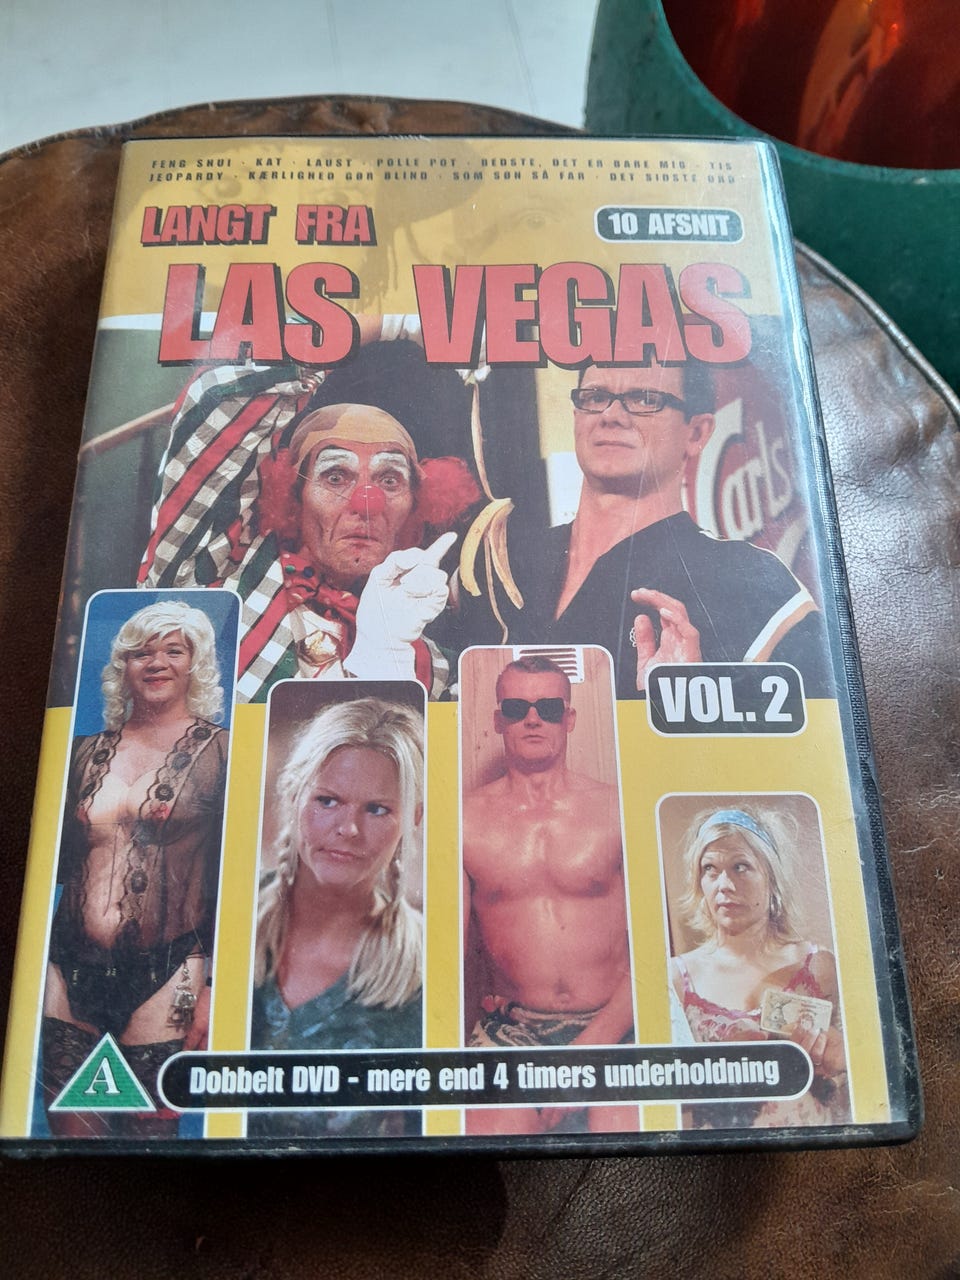 FENG SHUI · KAT · LAUST · POLLE POT · BEDSTE, DET ER BARE MIG · TIS
JEOPARDY · KÆRLIGHED GØR BLIND · SOM SØN SÅ FAR · DET SIDSTE ORD
LANGT FRA
10 AFSNIT
LAS VEGAS
Carls
VOL. 2
A
Dobbelt DVD - mere end 4 timers underholdning